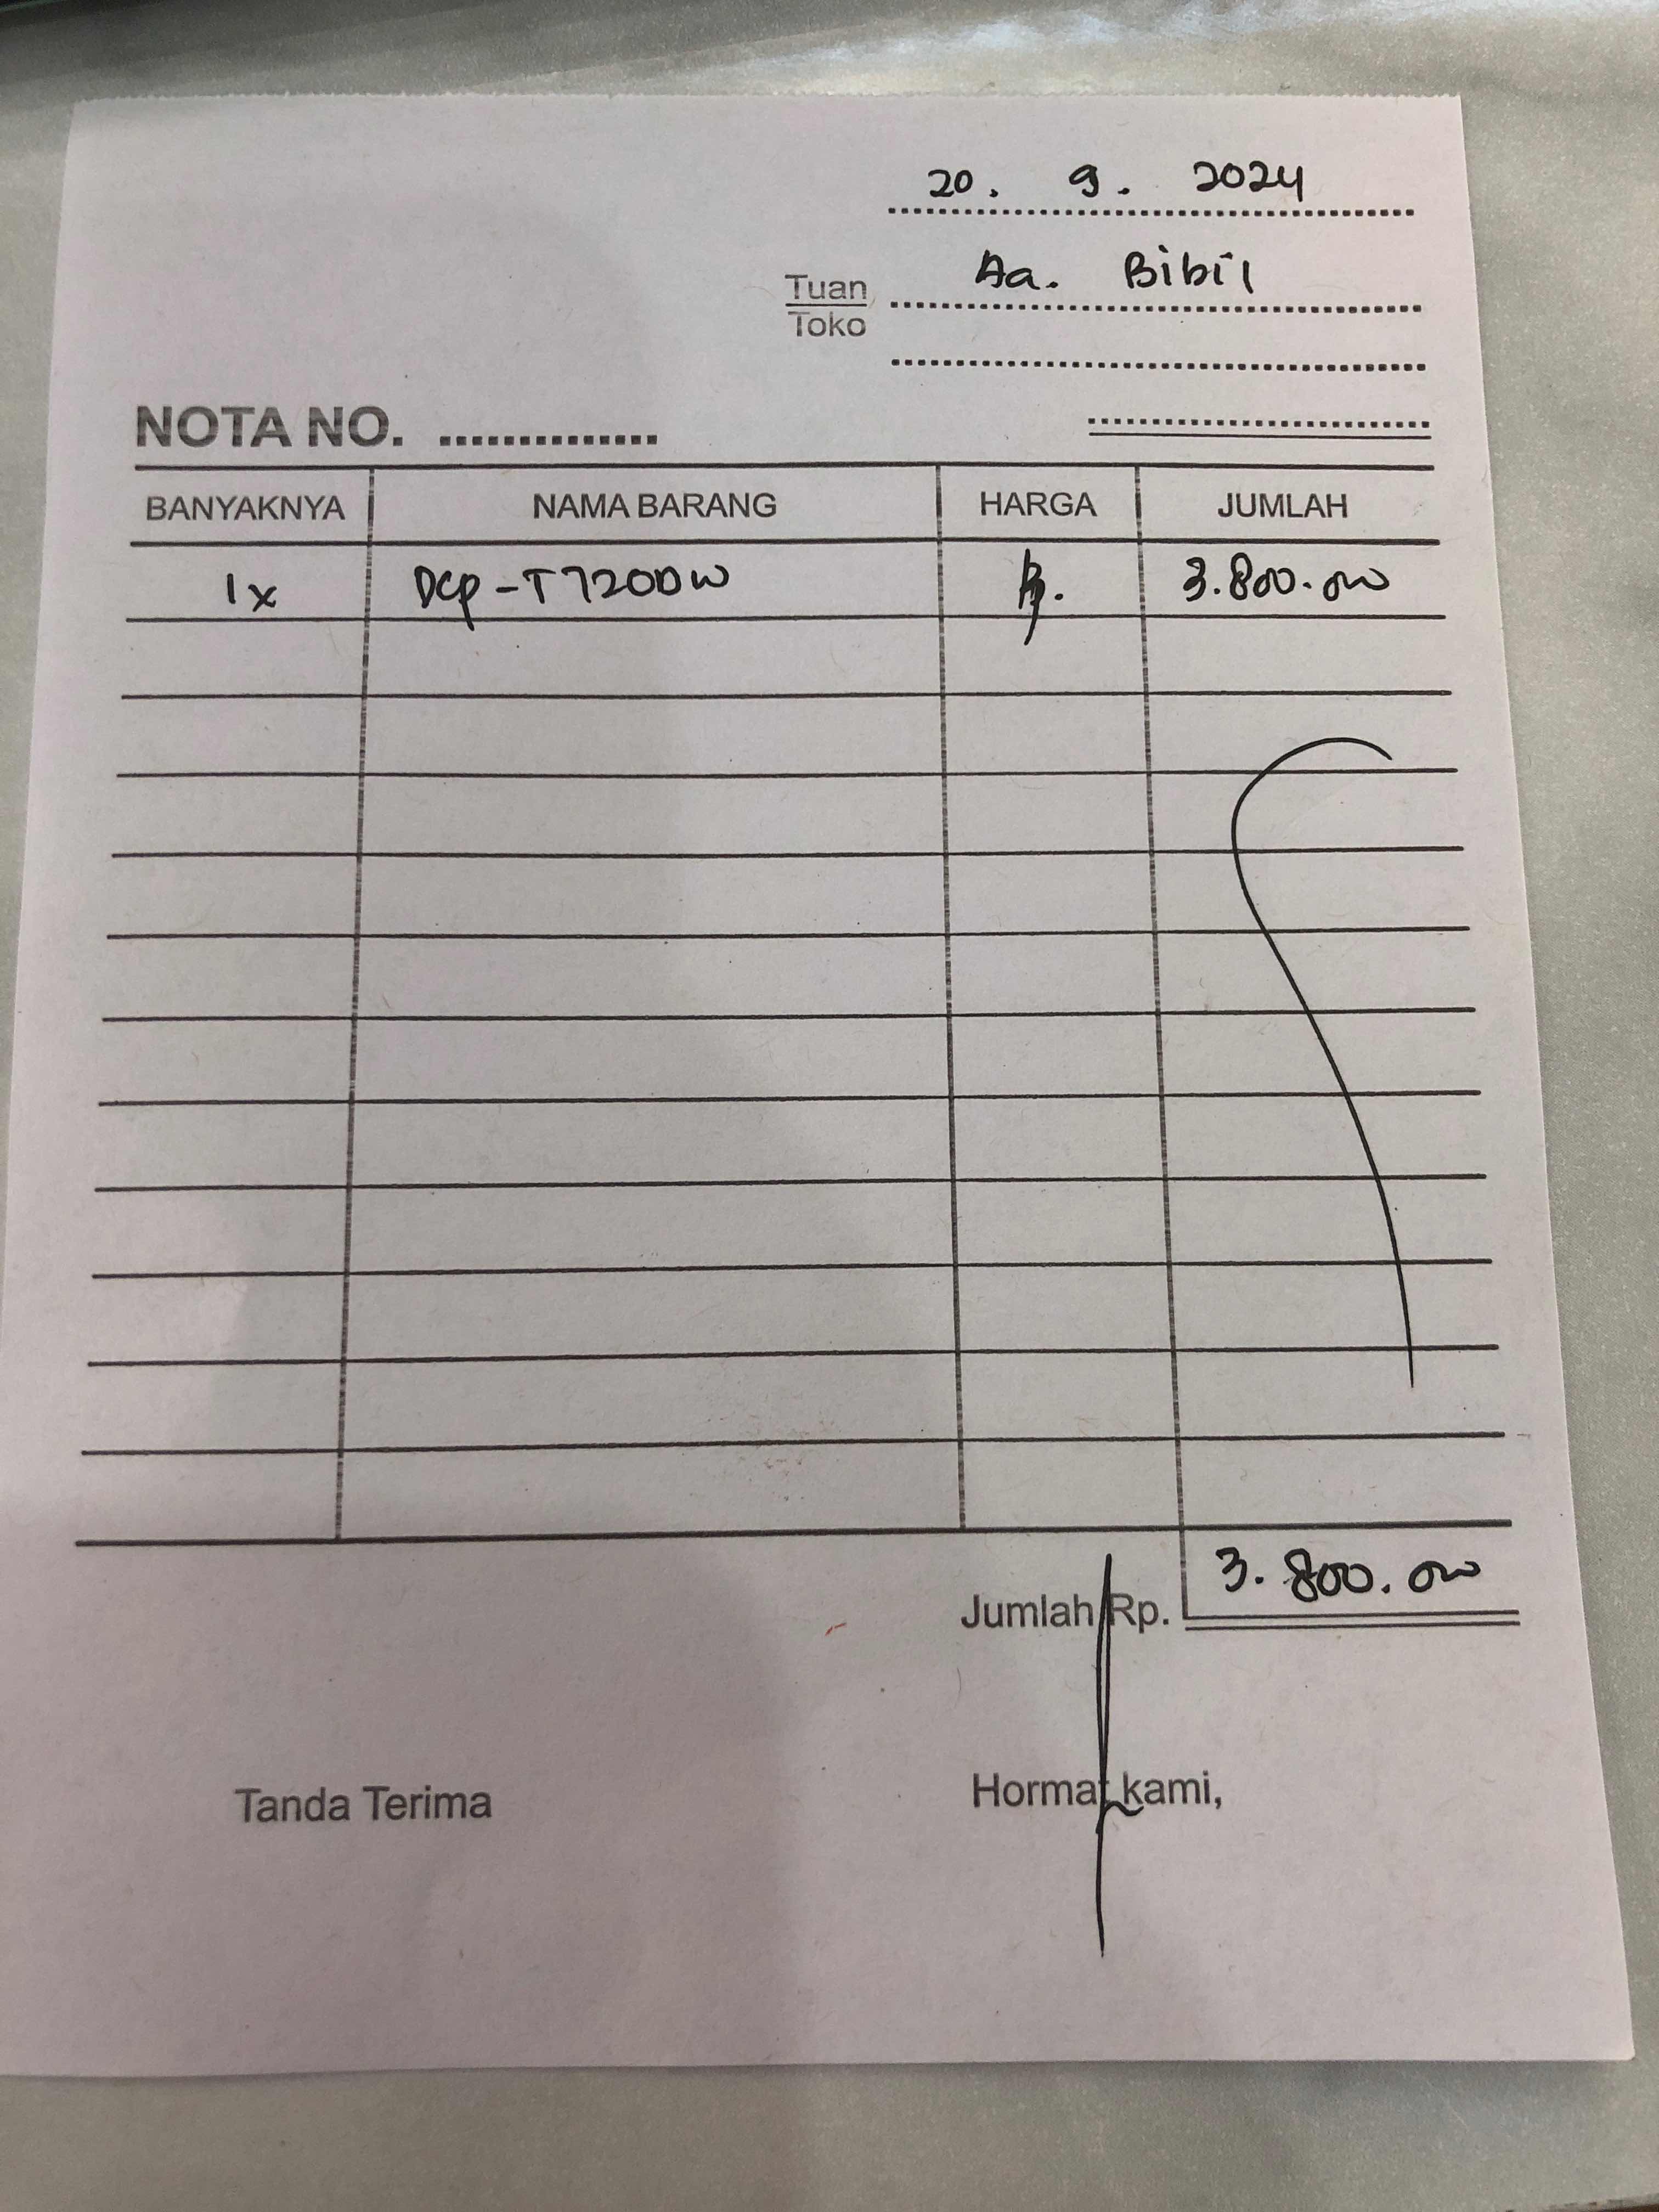 20. 9. 2024
Tuan Aa. Bibil
Toko
NOTA NO. ..............
BANYAKNYA NAMA BARANG HARGA JUMLAH
1x DCP-T720DW Rp. 3.800.000
Jumlah Rp. 3.800.000
Tanda Terima Hormat kami,